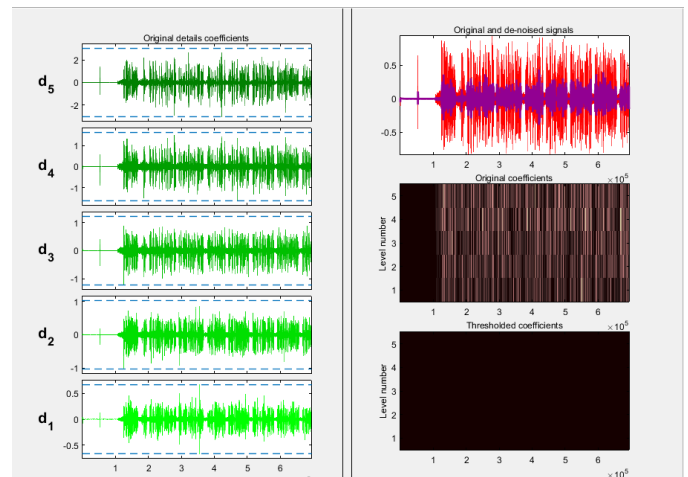 Original details coefficients
d5
2
0
-2
d4
1
0
-1
d3
1
0
-1
d2
1
0
-1
d1
0.5
0
-0.5
1 2 3 4 5 6
Original and de-noised signals
0.5
0
-0.5
1 2 3 4 5 6
×10^5
Original coefficients
Level number
5
4
3
2
1
1 2 3 4 5 6
×10^5
Thresholded coefficients
Level number
5
4
3
2
1
1 2 3 4 5 6
×10^5